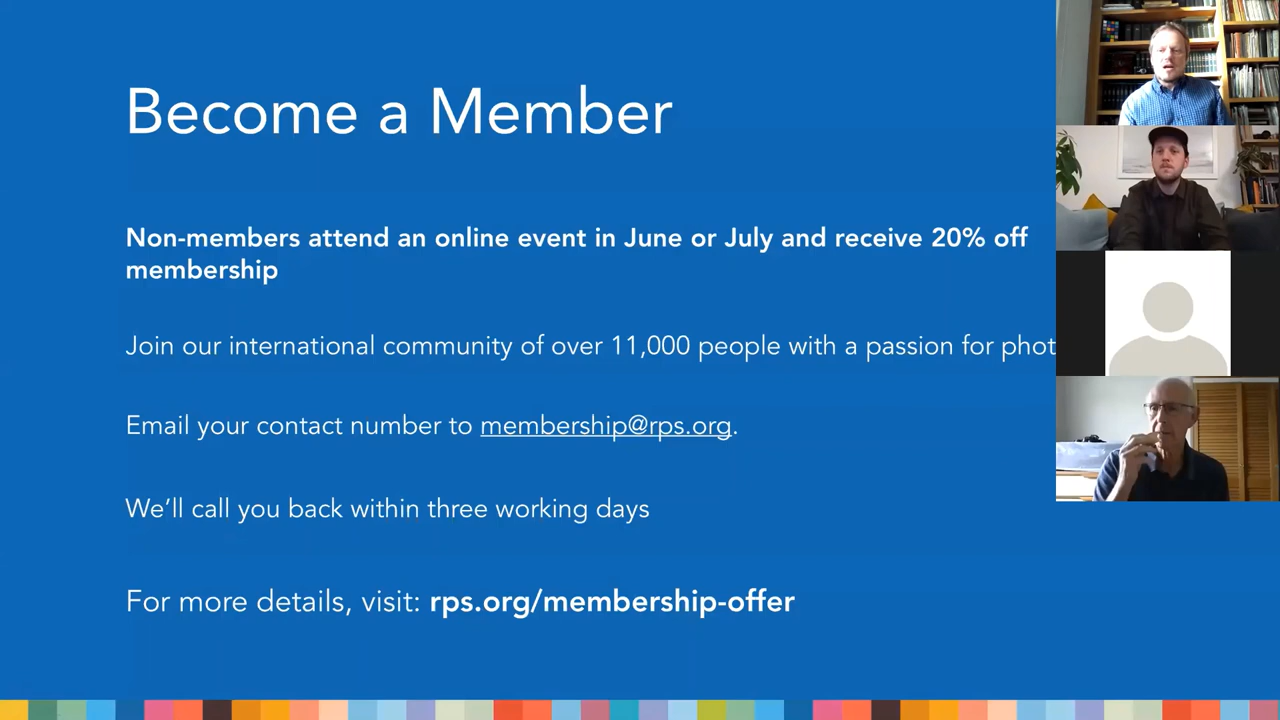 Become a Member
Non-members attend an online event in June or July and receive 20% off
membership
Join our international community of over 11,000 people with a passion for phot
Email your contact number to membership@rps.org.
We’ll call you back within three working days
For more details, visit: rps.org/membership-offer